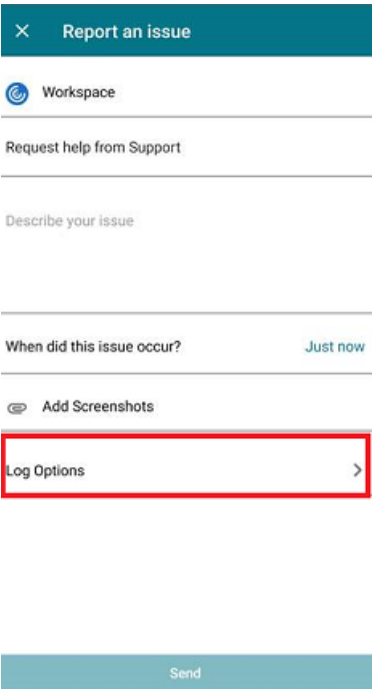 Report an issue
Workspace
Request help from Support
Describe your issue
When did this issue occur? Just now
Add Screenshots
Log Options
Send